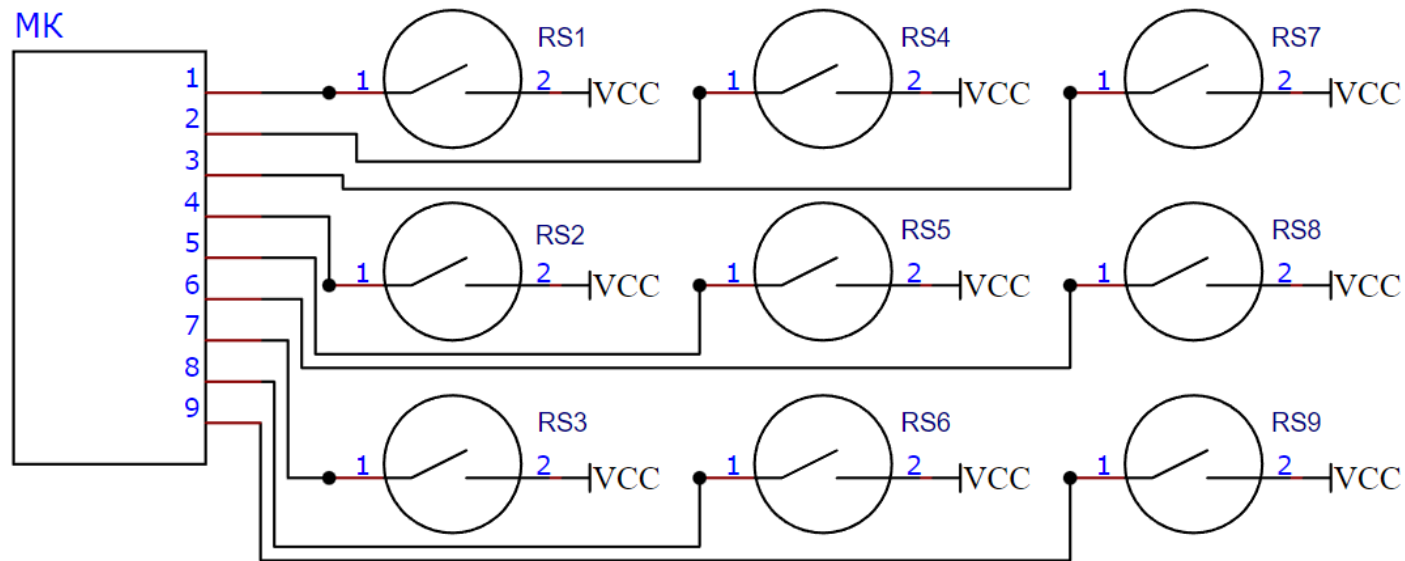 МК
RS1 RS4 RS7
1 1 2 VCC 1 2 VCC 1 2 VCC
2
3
4
RS2 RS5 RS8
5
1 2 VCC 1 2 VCC 1 2 VCC
6
7
8
9
RS3 RS6 RS9
1 2 VCC 1 2 VCC 1 2 VCC